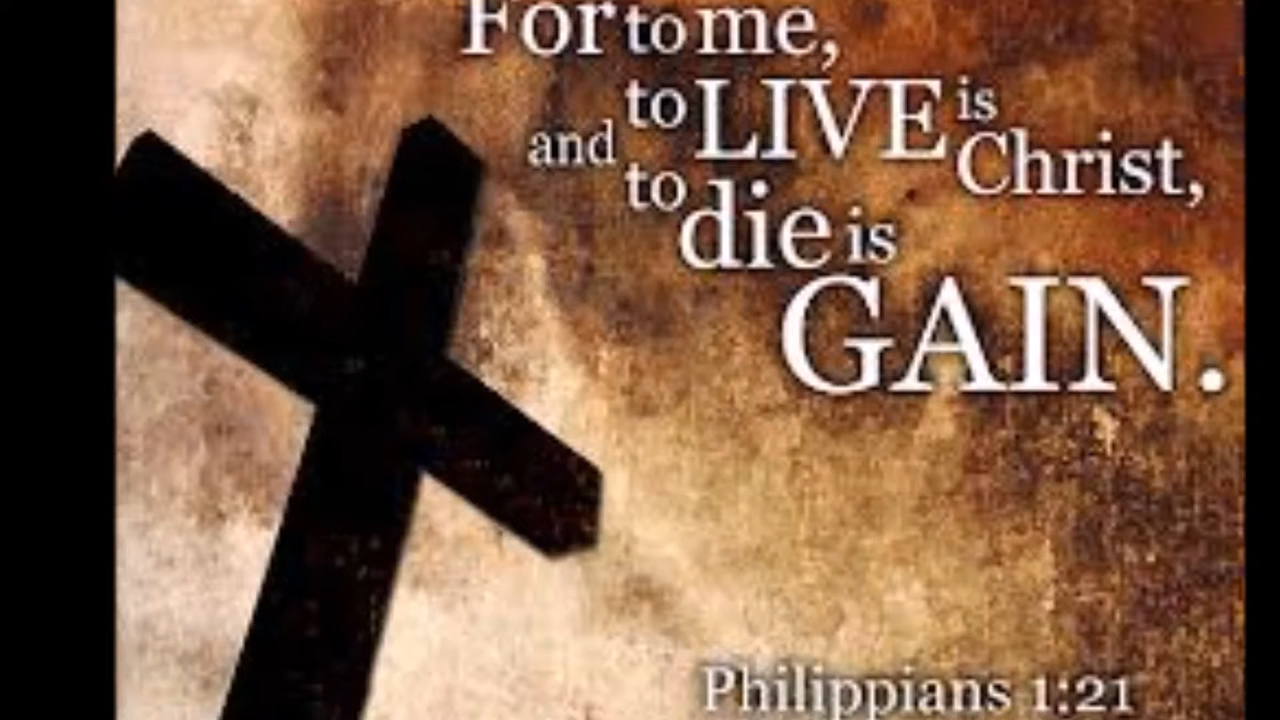 For to me,
to LIVE is
Christ,
and to die is
GAIN.
Philippians 1:21